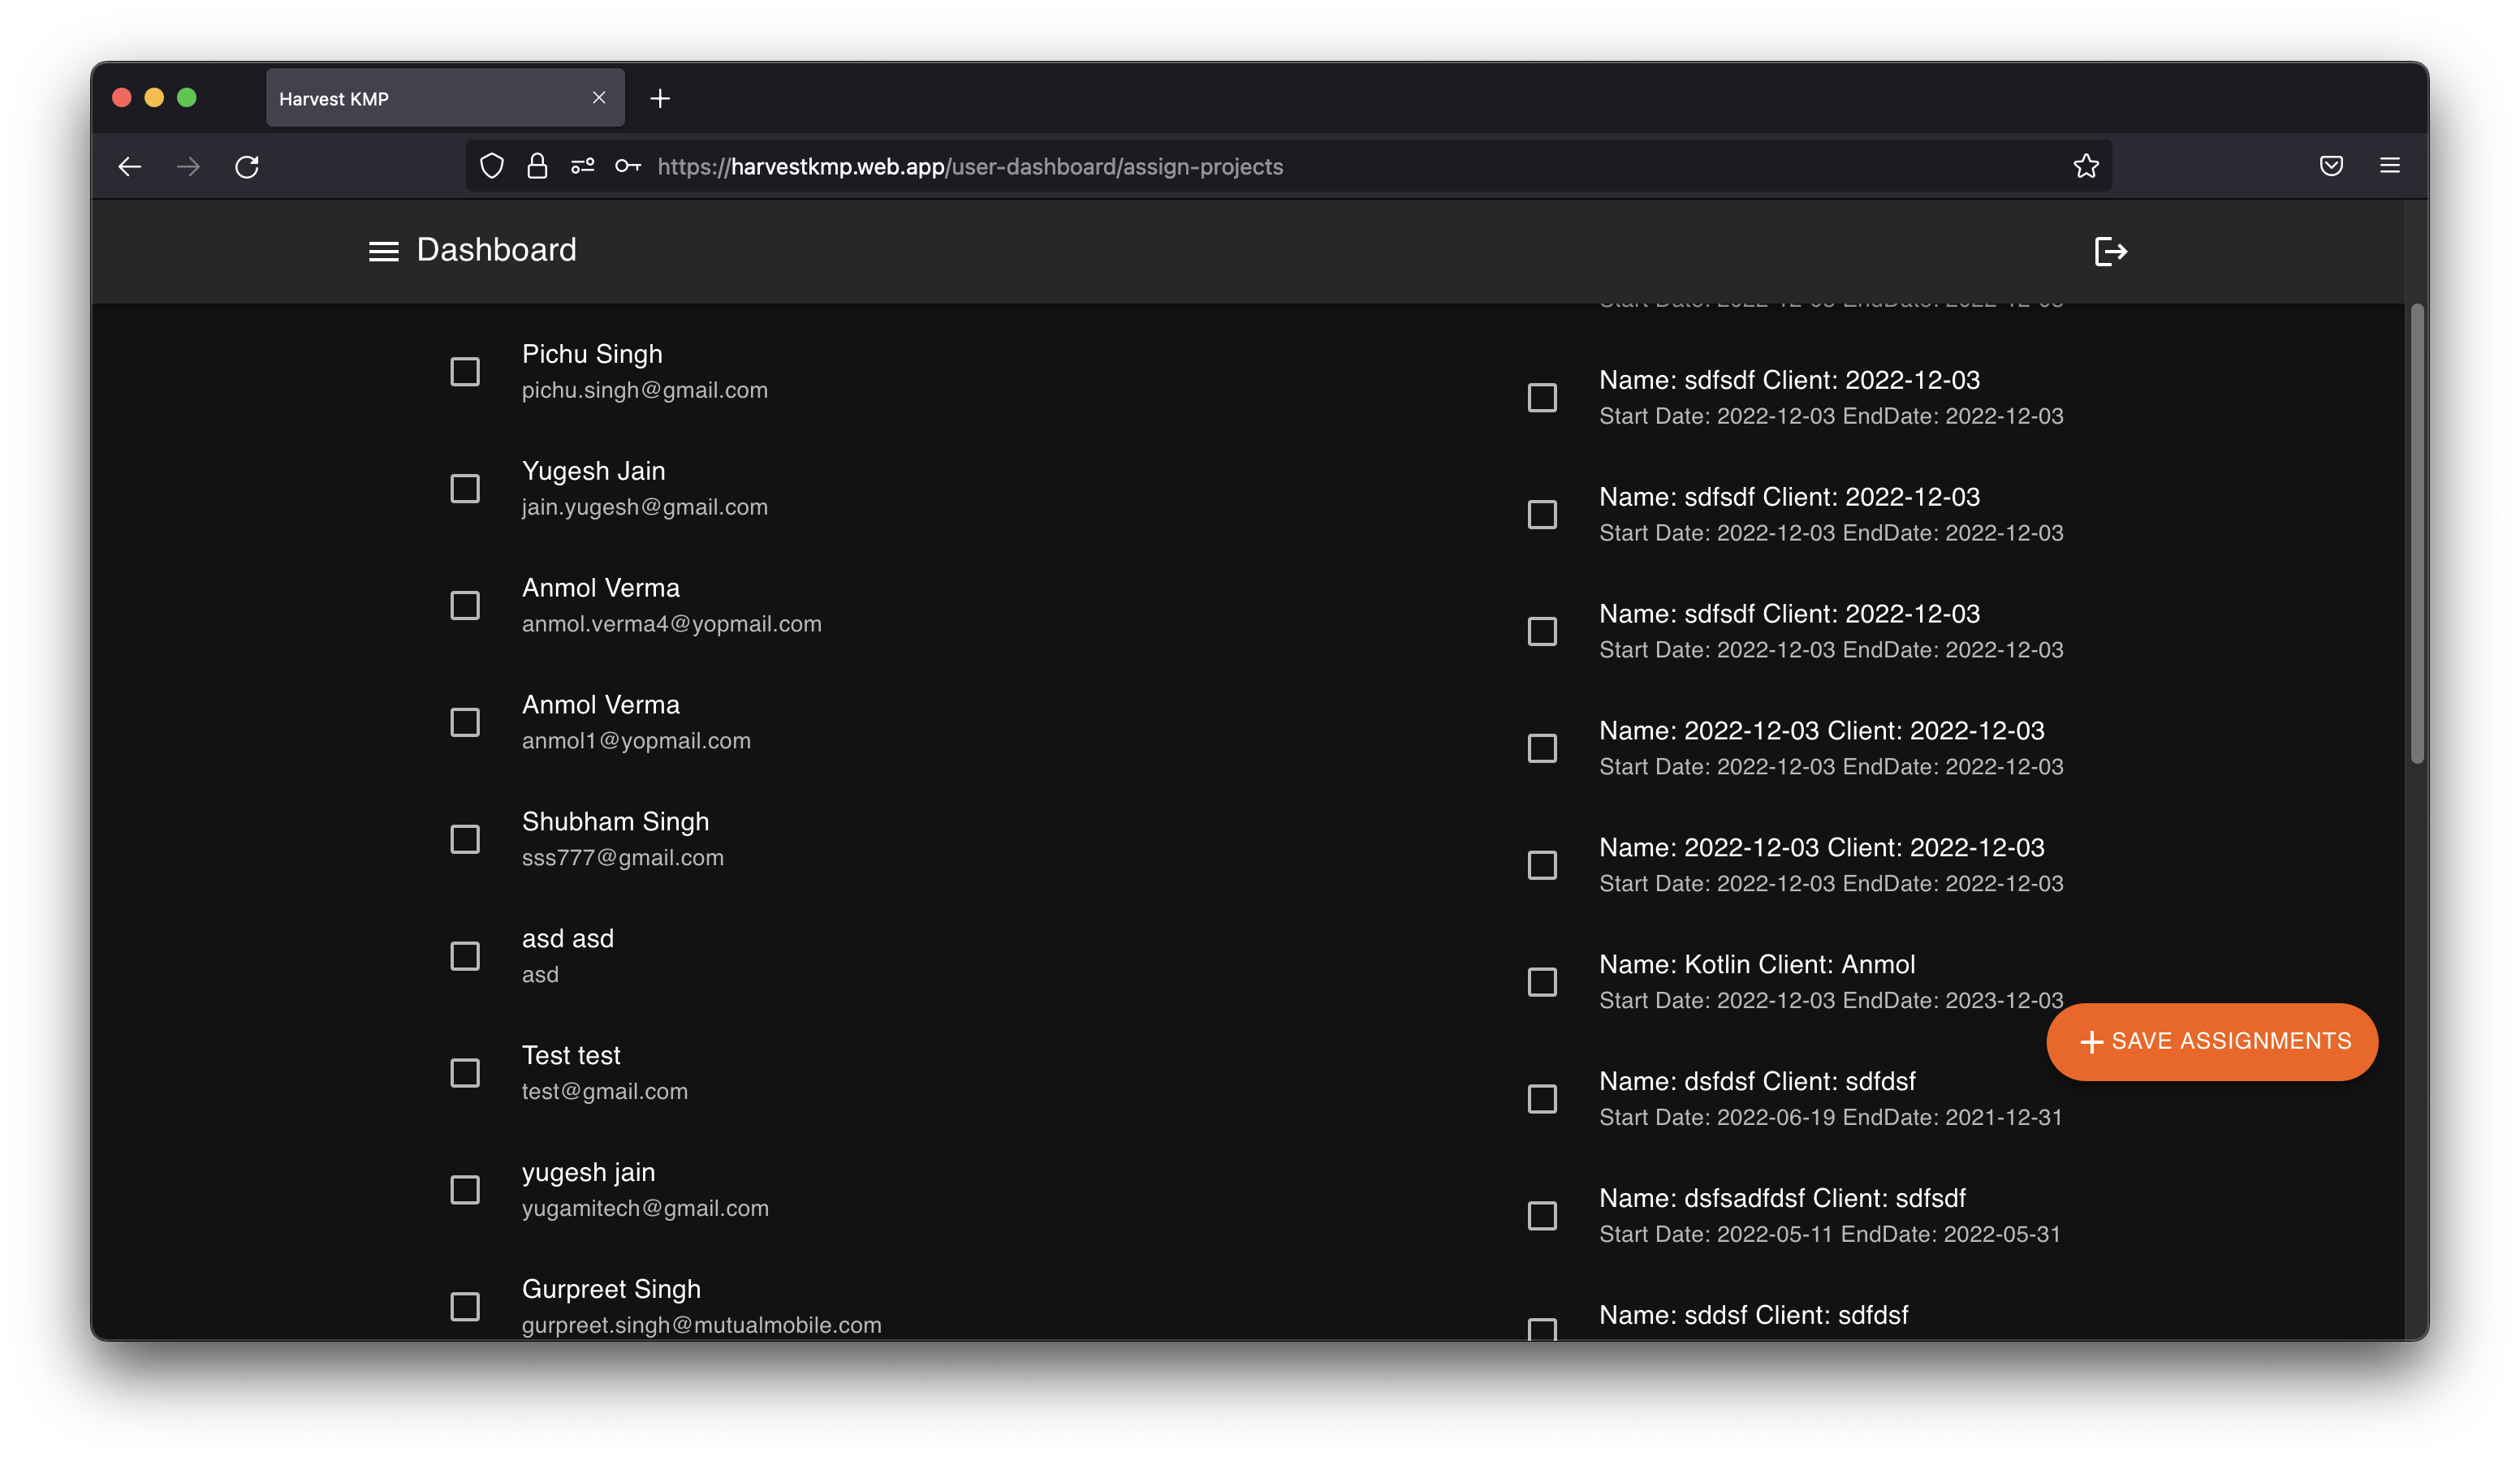 Harvest KMP
https://harvestkmp.web.app/user-dashboard/assign-projects
Dashboard
Pichu Singh
pichu.singh@gmail.com
Yugesh Jain
jain.yugesh@gmail.com
Anmol Verma
anmol.verma4@yopmail.com
Anmol Verma
anmol1@yopmail.com
Shubham Singh
sss777@gmail.com
asd asd
asd
Test test
test@gmail.com
yugesh jain
yugamitech@gmail.com
Gurpreet Singh
gurpreet.singh@mutualmobile.com
Start Date: 2022-12-03 EndDate: 2022-12-03
Name: sdfsdf Client: 2022-12-03
Start Date: 2022-12-03 EndDate: 2022-12-03
Name: sdfsdf Client: 2022-12-03
Start Date: 2022-12-03 EndDate: 2022-12-03
Name: sdfsdf Client: 2022-12-03
Start Date: 2022-12-03 EndDate: 2022-12-03
Name: 2022-12-03 Client: 2022-12-03
Start Date: 2022-12-03 EndDate: 2022-12-03
Name: 2022-12-03 Client: 2022-12-03
Start Date: 2022-12-03 EndDate: 2022-12-03
Name: Kotlin Client: Anmol
Start Date: 2022-12-03 EndDate: 2023-12-03
Name: dsfdsf Client: sdfdsf
Start Date: 2022-06-19 EndDate: 2021-12-31
Name: dsfsadfdsf Client: sdfsdf
Start Date: 2022-05-11 EndDate: 2022-05-31
Name: sddsf Client: sdfdsf
SAVE ASSIGNMENTS